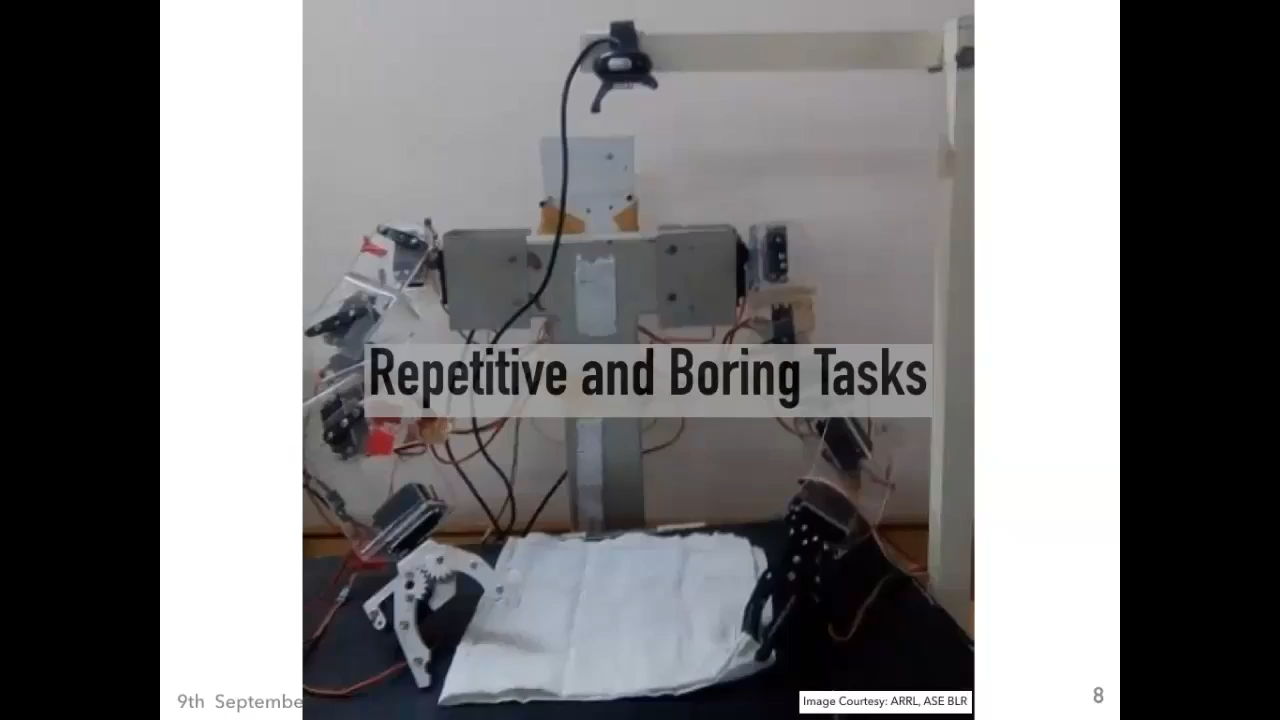 Repetitive and Boring Tasks
9th Septembe
Image Courtesy: ARRL, ASE BLR
8